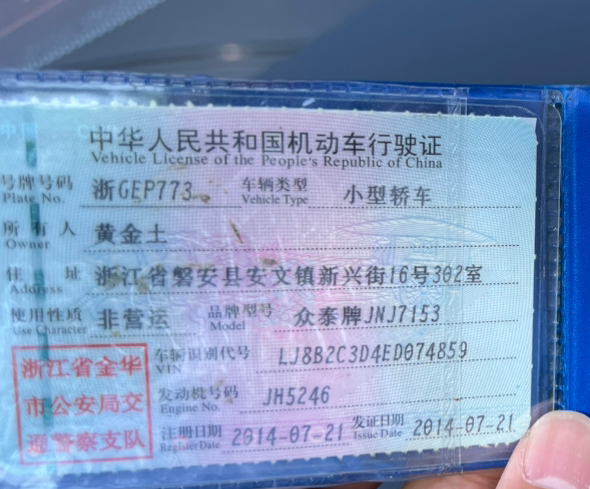 中华人民共和国机动车行驶证
Vehicle License of the People's Republic of China
号牌号码 浙GEP773 车辆类型 小型轿车
Plate No. Vehicle Type
所有人 黄金土
Owner
住址 浙江省磐安县安文镇新兴街16号302室
Address
使用性质 非营运 品牌型号 众泰牌JNJ7153
Use Character Model
浙江省金华 车辆识别代号 LJ8B2C3D4ED074859
VIN
市公安局交 发动机号码 JH5246
Engine No.
通警察支队 注册日期 2014-07-21 发证日期 2014-07-21
Register Date Issue Date